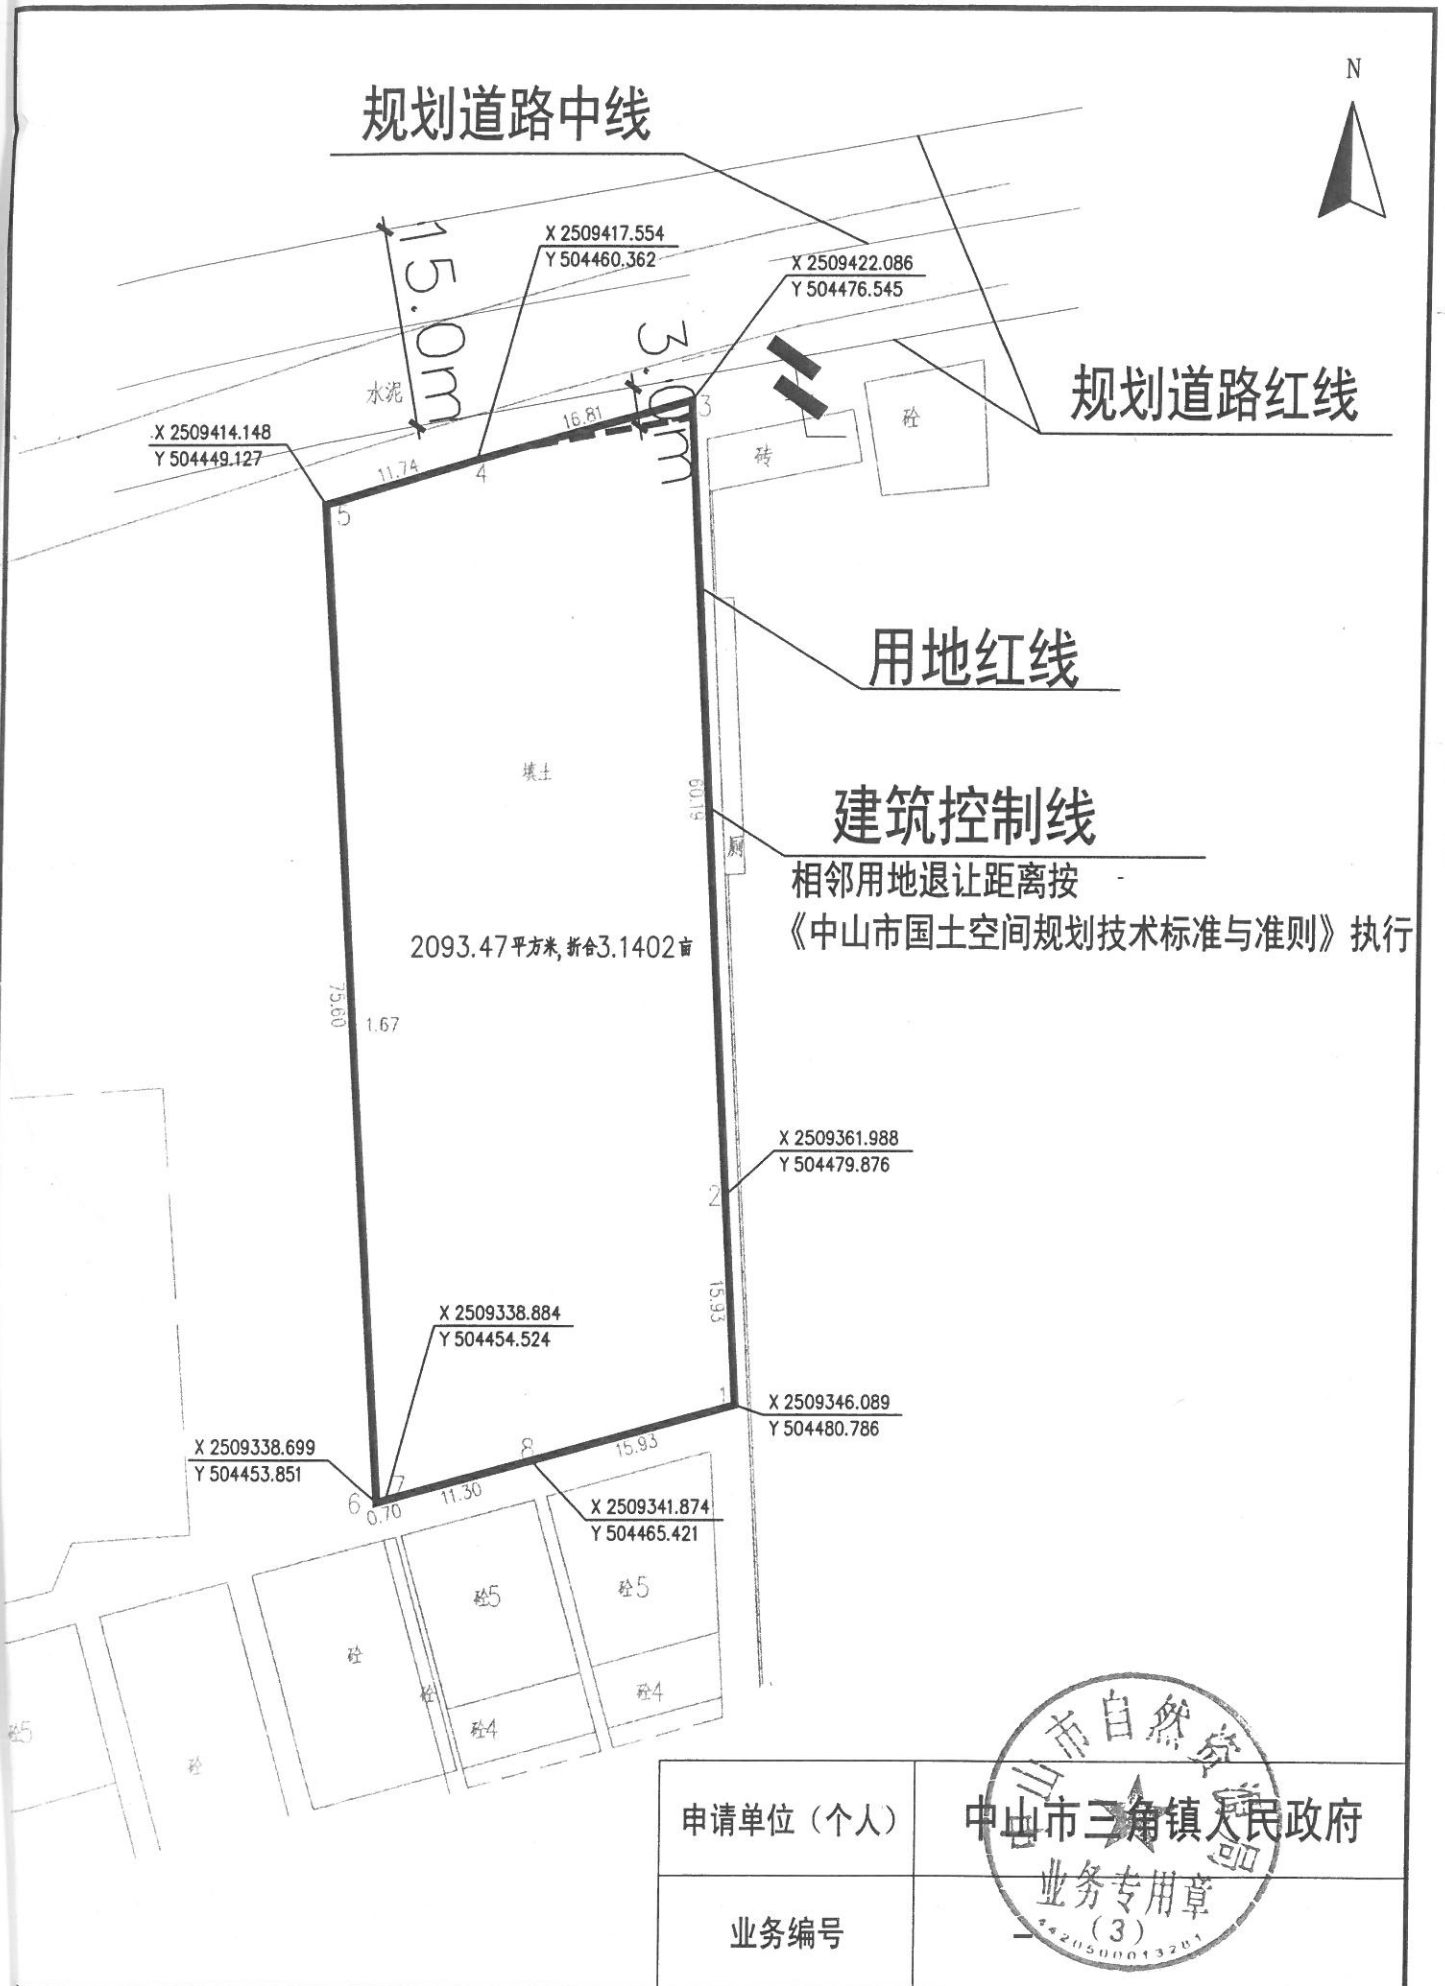 N
规划道路中线
15.0m
X 2509417.554
Y 504460.362
X 2509422.086
Y 504476.545
3.0m
水泥
规划道路红线
16.81
3
砼
砖
X 2509414.148
Y 504449.127
11.74
4
5
用地红线
填土
60.19
建筑控制线
厕
相邻用地退让距离按
《中山市国土空间规划技术标准与准则》执行
2093.47平方米,折合3.1402亩
75.60
1.67
X 2509361.988
Y 504479.876
2
15.93
X 2509338.884
Y 504454.524
1
X 2509346.089
Y 504480.786
X 2509338.699
Y 504453.851
8
15.93
7
6
0.70
11.30
X 2509341.874
Y 504465.421
砼5
砼5
砼
砼
砼4
砼4
砼5
砼
中山市自然资源局
申请单位（个人）
中山市三角镇人民政府
业务专用章
业务编号
—
（3）
4420500013281